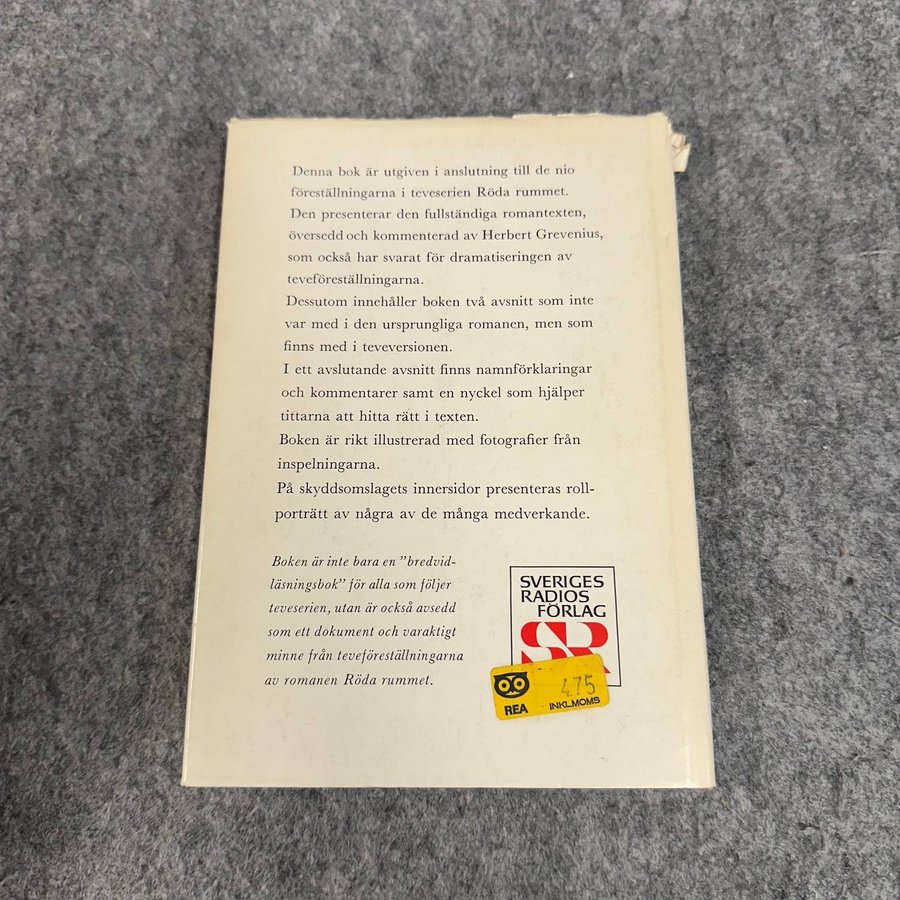 Denna bok är utgiven i anslutning till de nio
föreställningarna i teveserien Röda rummet.
Den presenterar den fullständiga romantexten,
översedd och kommenterad av Herbert Grevenius,
som också har svarat för dramatiseringen av
teveföreställningarna.
Dessutom innehåller boken två avsnitt som inte
var med i den ursprungliga romanen, men som
finns med i teveversionen.
I ett avslutande avsnitt finns namnförklaringar
och kommentarer samt en nyckel som hjälper
tittarna att hitta rätt i texten.
Boken är rikt illustrerad med fotografier från
inspelningarna.
På skyddsomslagets innersidor presenteras roll-
porträtt av några av de många medverkande.
Boken är inte bara en "bredvid-
läsningsbok" för alla som följer
teveserien, utan är också avsedd
som ett dokument och varaktigt
minne från teveföreställningarna
av romanen Röda rummet.
SVERIGES
RADIOS
FÖRLAG
SR
4.75
REA INKL.MOMS